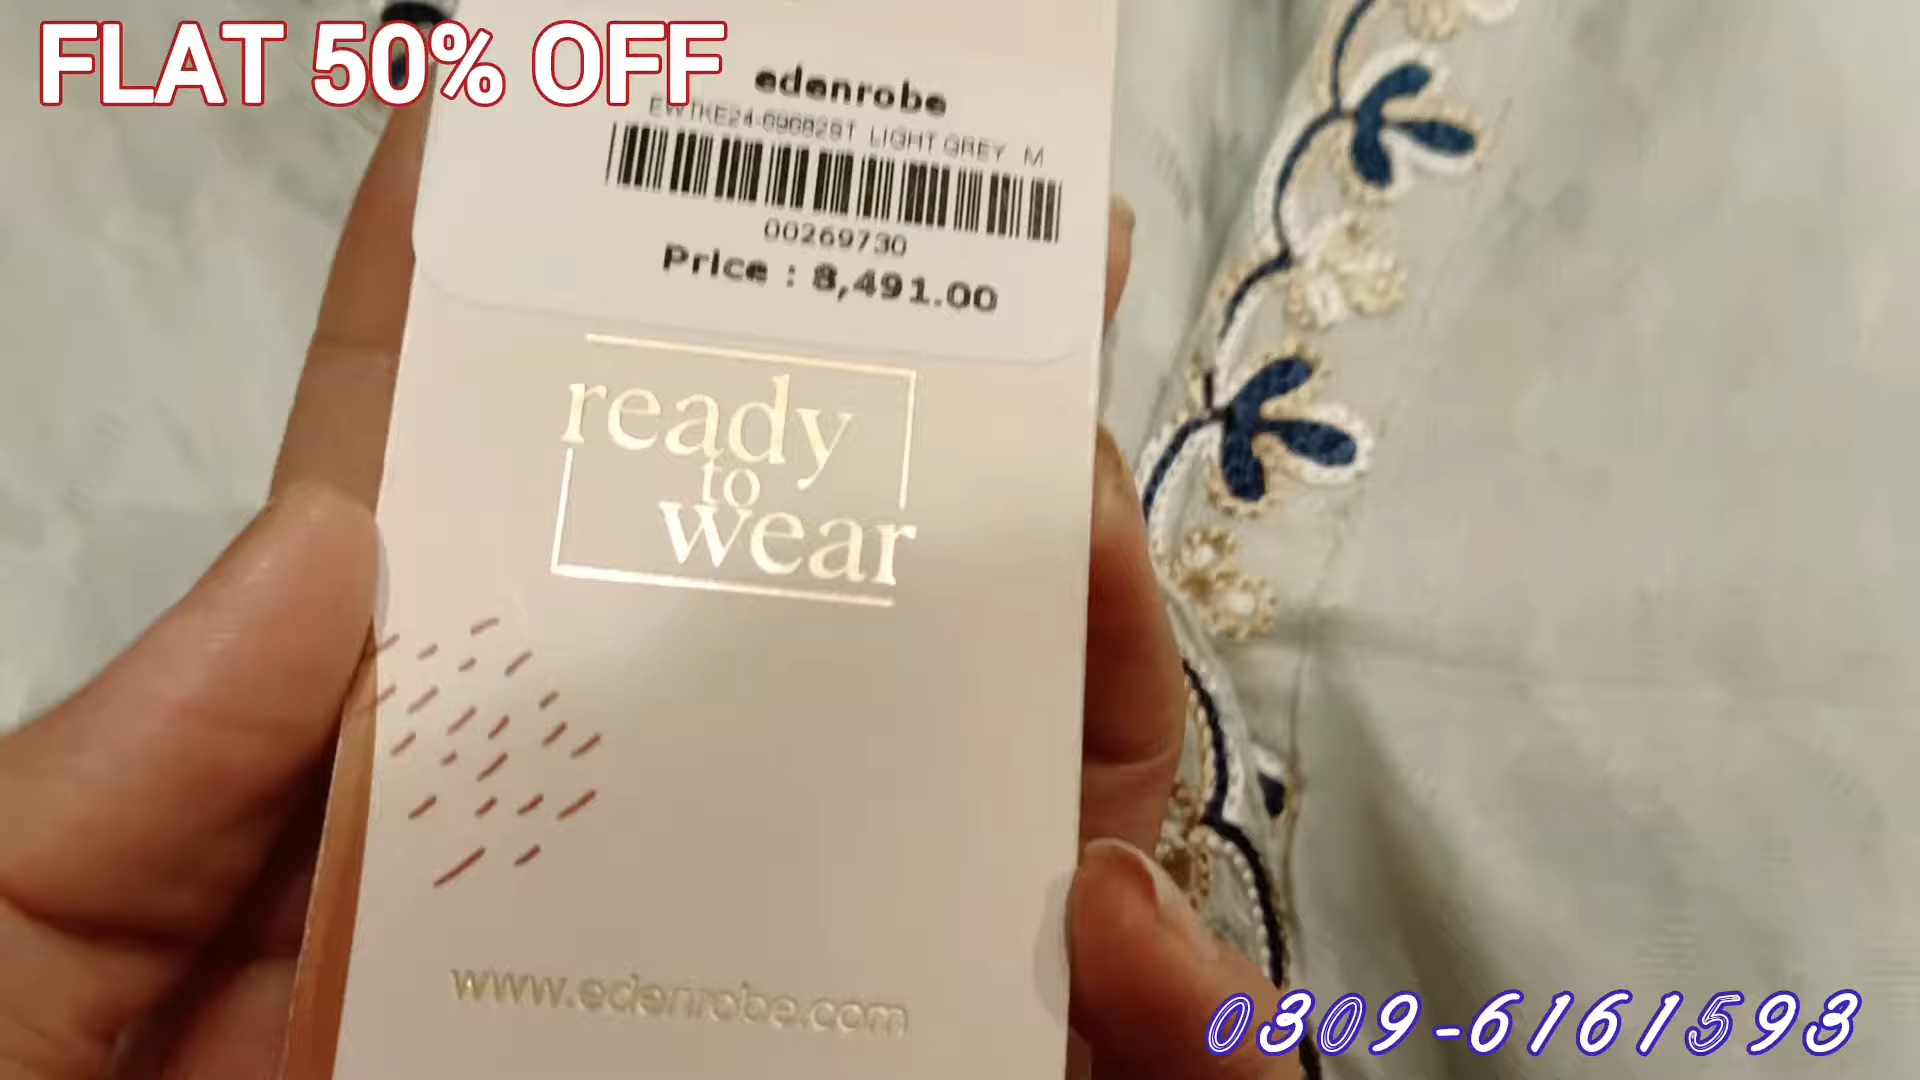 FLAT 50% OFF
edenrobe
LIGHT GREY M
00269730
Price : 8,491.00
ready
to
wear
www.edenrobe.com
0309-6161593